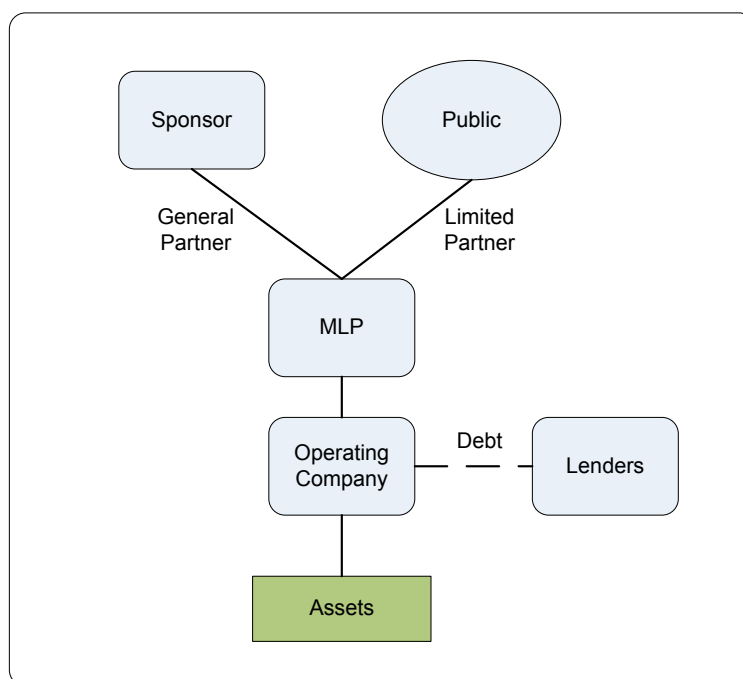 Sponsor
Public
General
Partner
Limited
Partner
MLP
Operating
Company
Debt
Lenders
Assets